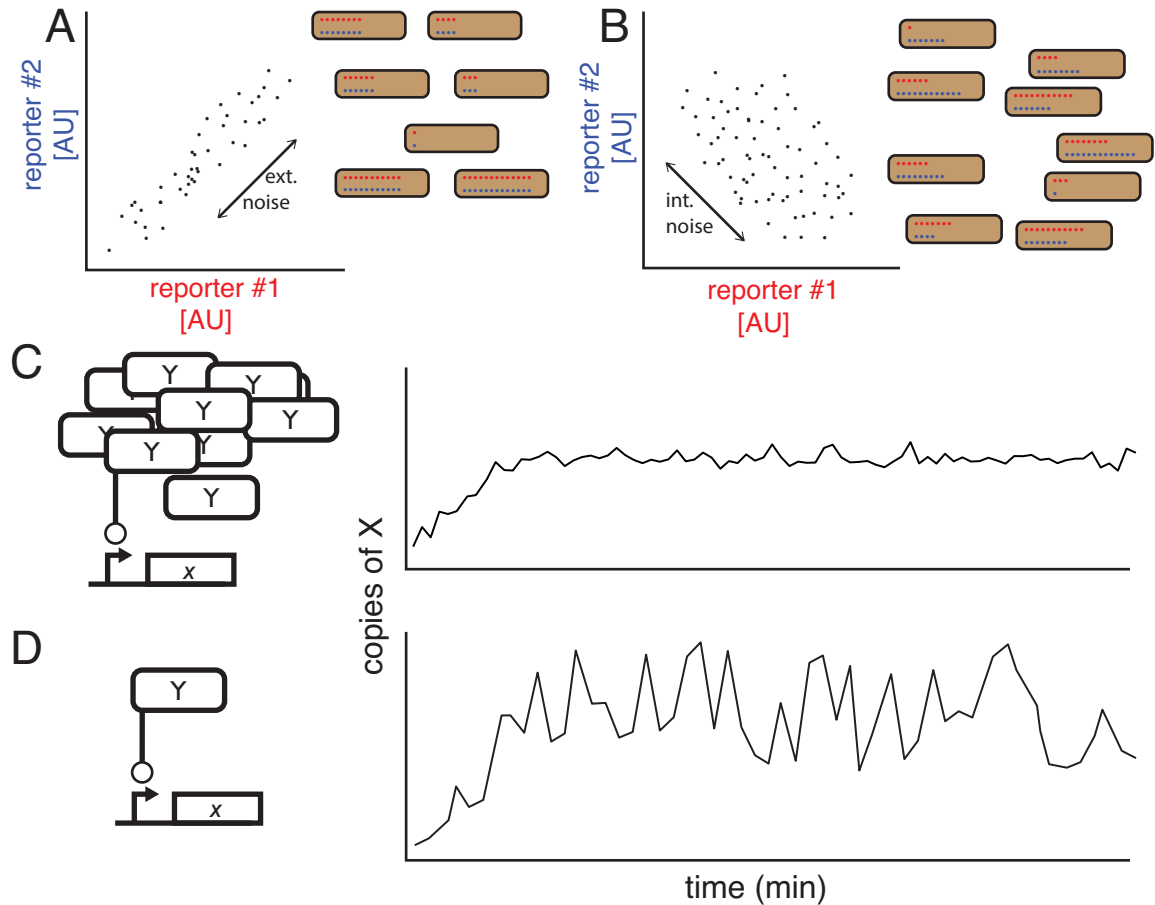 A
reporter #2
[AU]
ext.
noise
reporter #1
[AU]
B
reporter #2
[AU]
int.
noise
reporter #1
[AU]
C
Y
Y
Y
Y
Y
Y
Y
Y
Y
x
D
Y
x
copies of X
time (min)